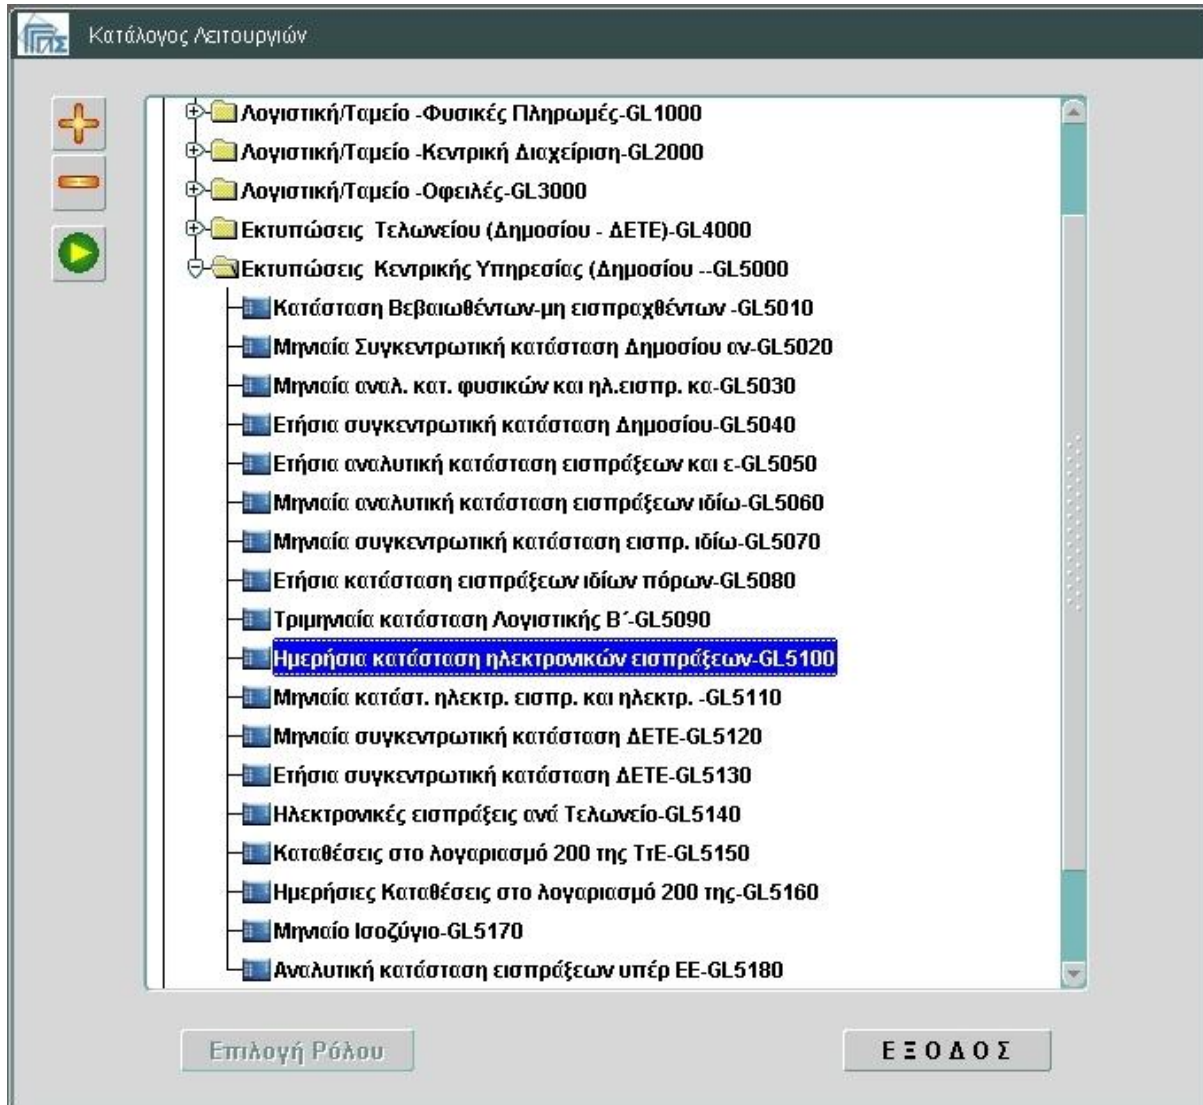 ΓΓΠΣ
Κατάλογος Λειτουργιών
Λογιστική/Ταμείο -Φυσικές Πληρωμές-GL1000
Λογιστική/Ταμείο -Κεντρική Διαχείριση-GL2000
Λογιστική/Ταμείο -Οφειλές-GL3000
Εκτυπώσεις Τελωνείου (Δημοσίου - ΔΕΤΕ)-GL4000
Εκτυπώσεις Κεντρικής Υπηρεσίας (Δημοσίου --GL5000
Κατάσταση Βεβαιωθέντων-μη εισπραχθέντων -GL5010
Μηνιαία Συγκεντρωτική κατάσταση Δημοσίου αν-GL5020
Μηνιαία αναλ. κατ. φυσικών και ηλ.εισπρ. κα-GL5030
Ετήσια συγκεντρωτική κατάσταση Δημοσίου-GL5040
Ετήσια αναλυτική κατάσταση εισπράξεων και ε-GL5050
Μηνιαία αναλυτική κατάσταση εισπράξεων ιδίω-GL5060
Μηνιαία συγκεντρωτική κατάσταση εισπρ. ιδίω-GL5070
Ετήσια κατάσταση εισπράξεων ιδίων πόρων-GL5080
Τριμηνιαία κατάσταση Λογιστικής Β΄-GL5090
Ημερήσια κατάσταση ηλεκτρονικών εισπράξεων-GL5100
Μηνιαία κατάστ. ηλεκτρ. εισπρ. και ηλεκτρ. -GL5110
Μηνιαία συγκεντρωτική κατάσταση ΔΕΤΕ-GL5120
Ετήσια συγκεντρωτική κατάσταση ΔΕΤΕ-GL5130
Ηλεκτρονικές εισπράξεις ανά Τελωνείο-GL5140
Καταθέσεις στο λογαριασμό 200 της ΤτΕ-GL5150
Ημερήσιες Καταθέσεις στο λογαριασμό 200 της-GL5160
Μηνιαίο Ισοζύγιο-GL5170
Αναλυτική κατάσταση εισπράξεων υπέρ ΕΕ-GL5180
Επιλογή Ρόλου
Ε Ξ Ο Δ Ο Σ